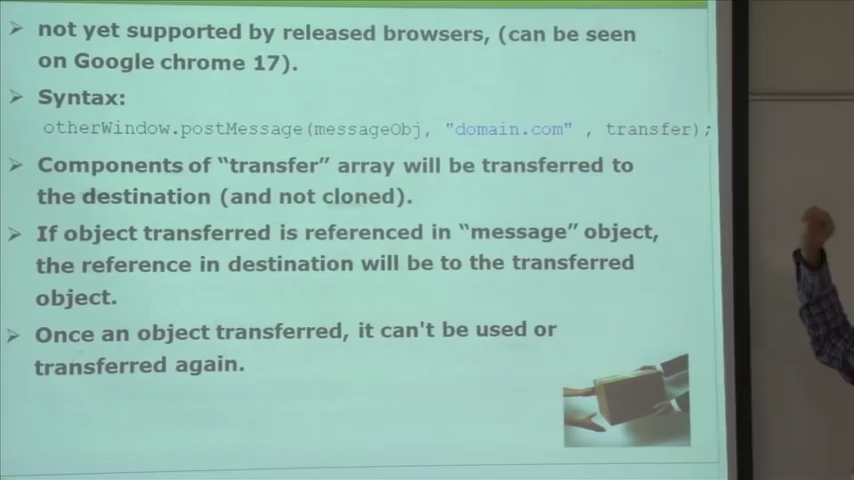 not yet supported by released browsers, (can be seen
on Google chrome 17).
Syntax:
otherWindow.postMessage(messageObj, "domain.com" , transfer);
Components of “transfer” array will be transferred to
the destination (and not cloned).
If object transferred is referenced in “message” object,
the reference in destination will be to the transferred
object.
Once an object transferred, it can't be used or
transferred again.